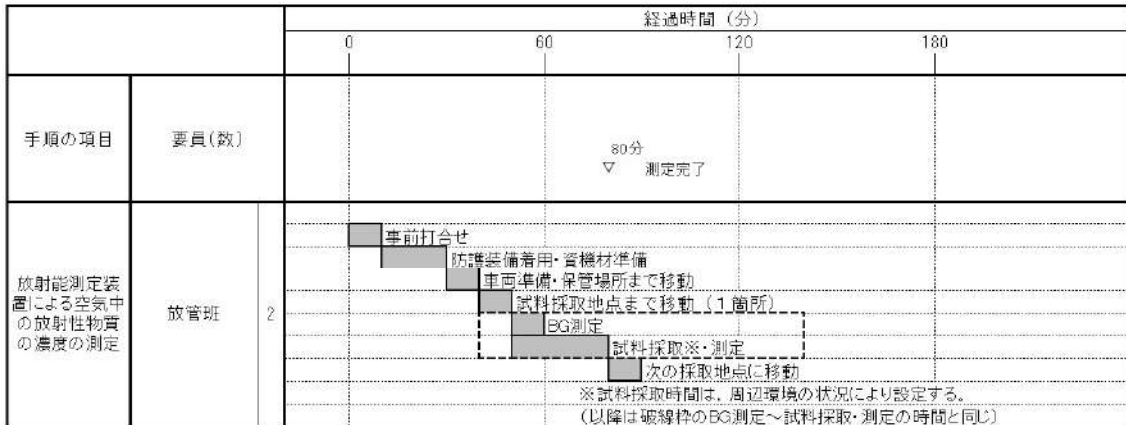 経過時間（分）
0 60 120 180
手順の項目 要員(数)
80分
▽ 測定完了
放射能測定装
置による空気中
の放射性物質
の濃度の測定
放管班 2
事前打合せ
防護装備着用・資機材準備
車両準備・保管場所まで移動
試料採取地点まで移動（１箇所）
BG測定
試料採取※・測定
次の採取地点に移動
※試料採取時間は，周辺環境の状況により設定する。
（以降は破線枠のBG測定～試料採取・測定の時間と同じ）